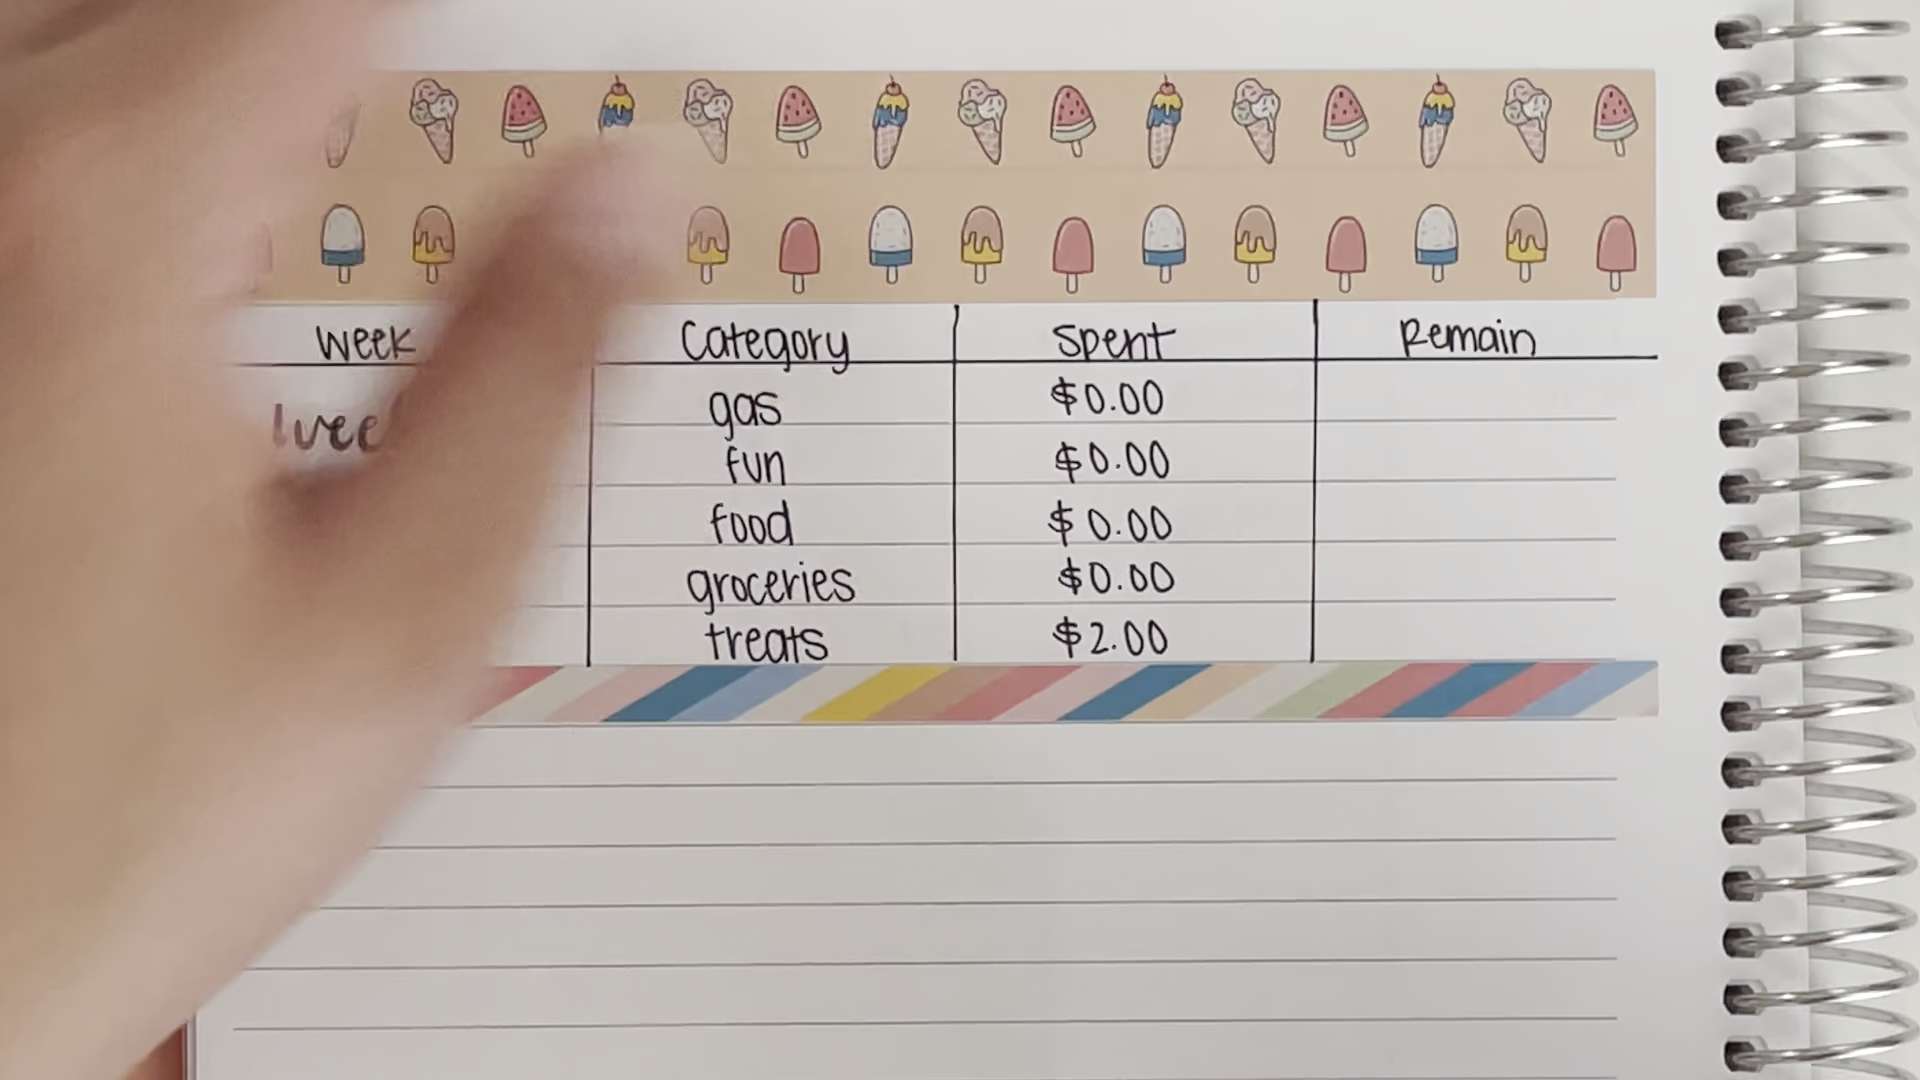 week Category Spent Remain
gas $0.00
fun $0.00
food $0.00
groceries $0.00
treats $2.00